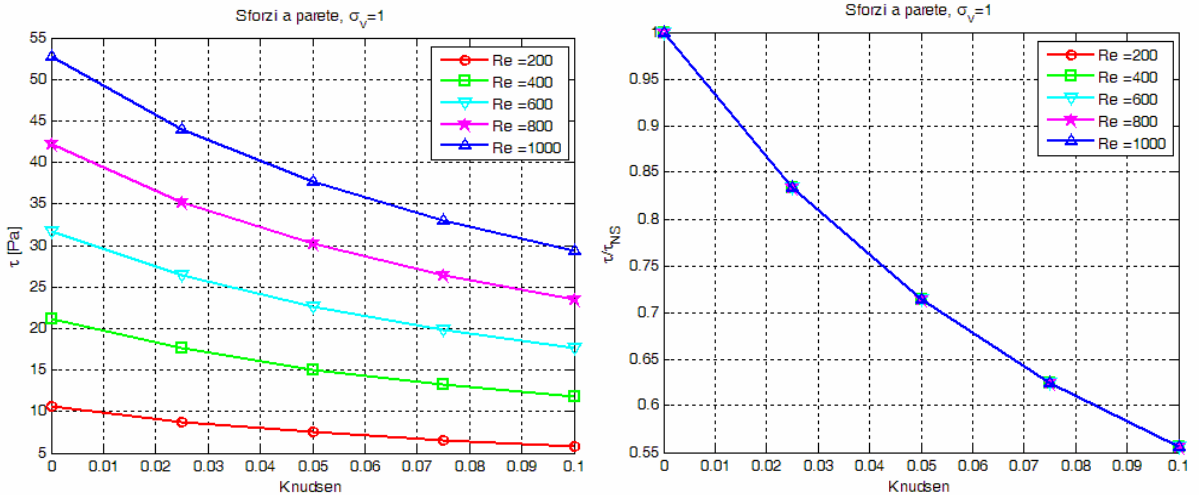 Sforzi a parete, σv=1
55
50
45
40
35
30
25
20
15
10
5
τ [Pa]
0 0.01 0.02 0.03 0.04 0.05 0.06 0.07 0.08 0.09 0.1
Knudsen
Re =200
Re =400
Re =600
Re =800
Re =1000
Sforzi a parete, σv=1
1
0.95
0.9
0.85
0.8
0.75
0.7
0.65
0.6
0.55
τ/τNS
0 0.01 0.02 0.03 0.04 0.05 0.06 0.07 0.08 0.09 0.1
Knudsen
Re =200
Re =400
Re =600
Re =800
Re =1000